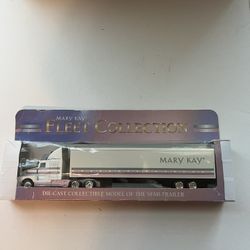 MARY KAY®
FLEET COLLECTION
MARY KAY®
DIE-CAST COLLECTIBLE MODEL OF THE SEMI-TRAILER